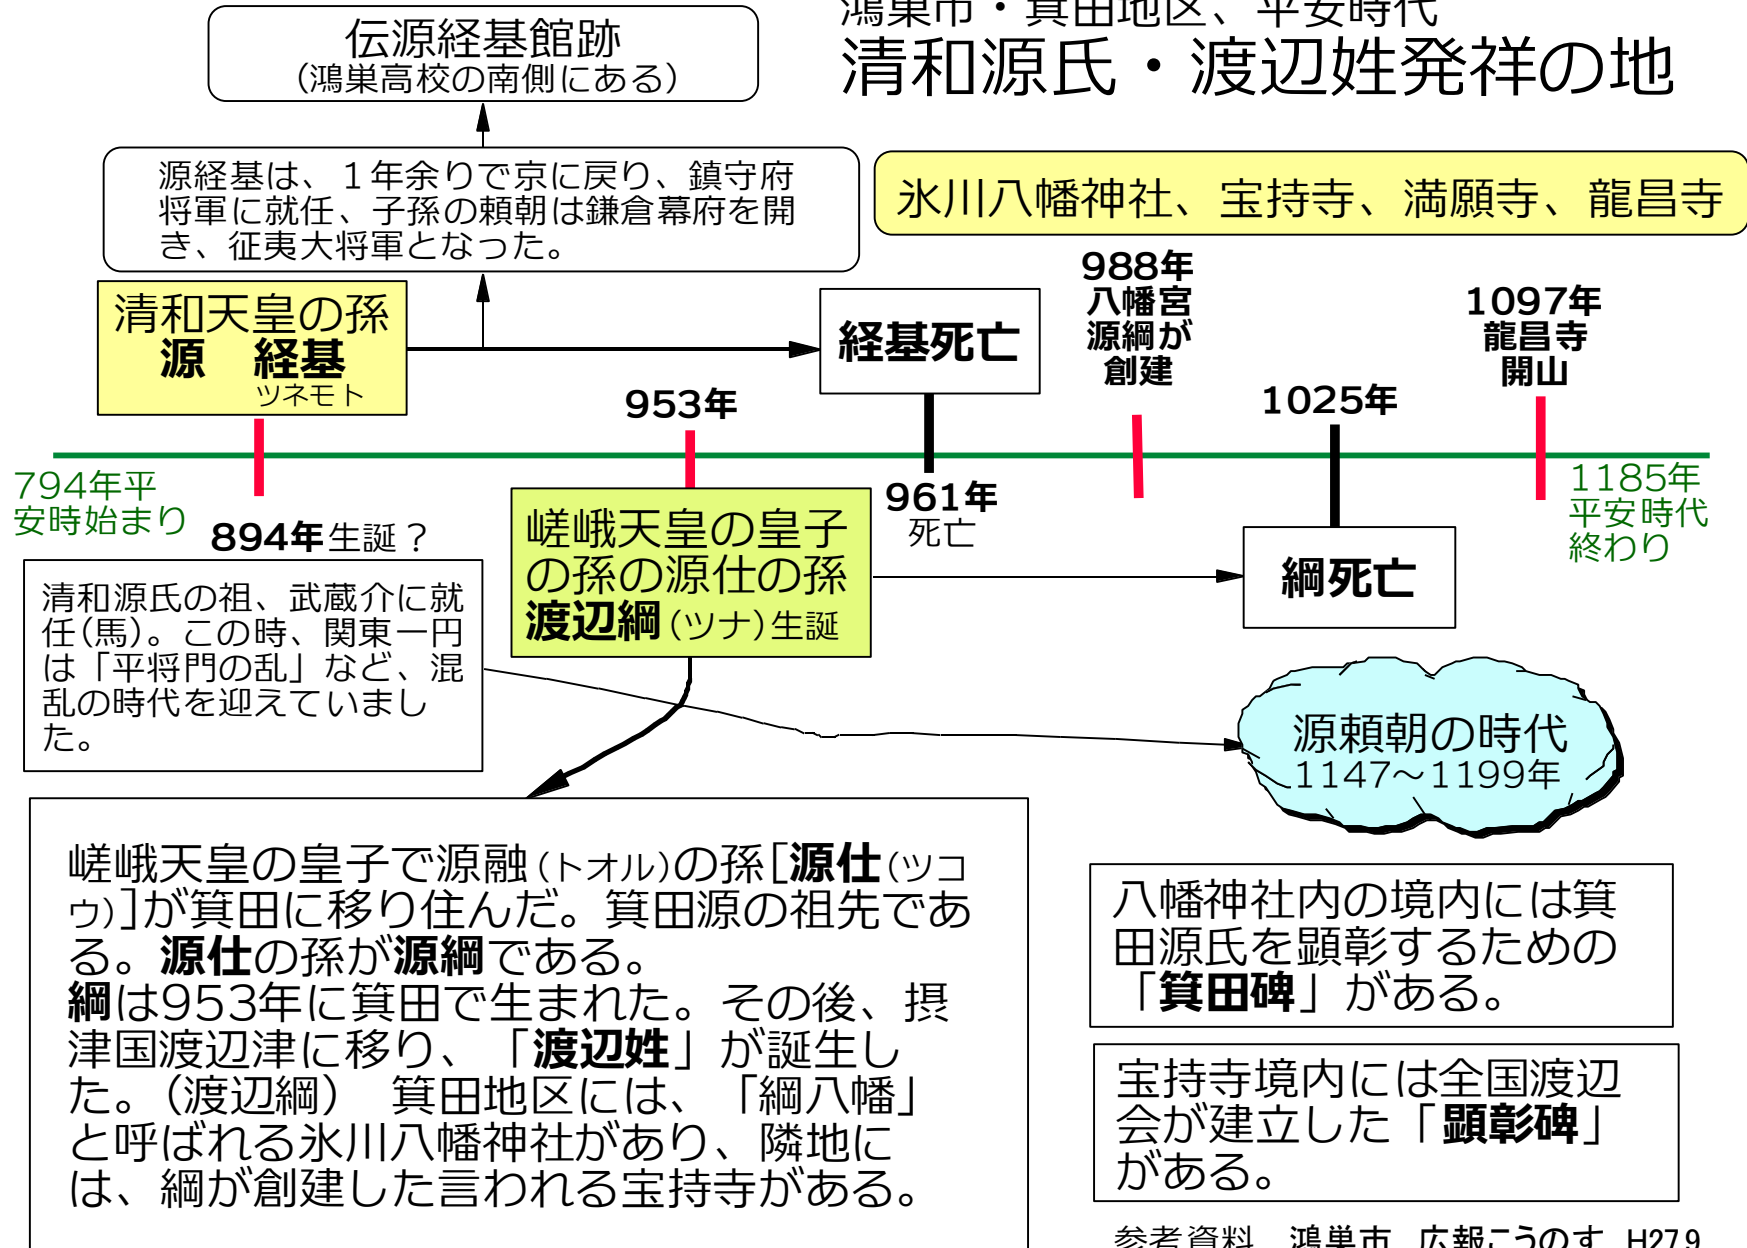 鴻巣市・箕田地区、平安時代
清和源氏・渡辺姓発祥の地
伝源経基館跡
(鴻巣高校の南側にある)
源経基は、1年余りで京に戻り、鎮守府
将軍に就任、子孫の頼朝は鎌倉幕府を開
き、征夷大将軍となった。
氷川八幡神社、宝持寺、満願寺、龍昌寺
清和天皇の孫
源　経基
ツネモト
経基死亡
988年
八幡宮
源綱が
創建
1097年
龍昌寺
開山
953年
1025年
794年平
安時始まり
894年生誕？
961年
死亡
1185年
平安時代
終わり
嵯峨天皇の皇子
の孫の源仕の孫
渡辺綱(ツナ)生誕
綱死亡
清和源氏の祖、武蔵介に就
任(馬)。この時、関東一円
は「平将門の乱」など、混
乱の時代を迎えていまし
た。
源頼朝の時代
1147～1199年
嵯峨天皇の皇子で源融(トオル)の孫[源仕(ツコ
ウ)]が箕田に移り住んだ。箕田源の祖先であ
る。源仕の孫が源綱である。
綱は953年に箕田で生まれた。その後、摂
津国渡辺津に移り、「渡辺姓」が誕生し
た。(渡辺綱)　箕田地区には、「綱八幡」
と呼ばれる氷川八幡神社があり、隣地に
は、綱が創建した言われる宝持寺がある。
八幡神社内の境内には箕
田源氏を顕彰するための
「箕田碑」がある。
宝持寺境内には全国渡辺
会が建立した「顕彰碑」
がある。
参考資料　鴻巣市　広報こうのす　H27.9